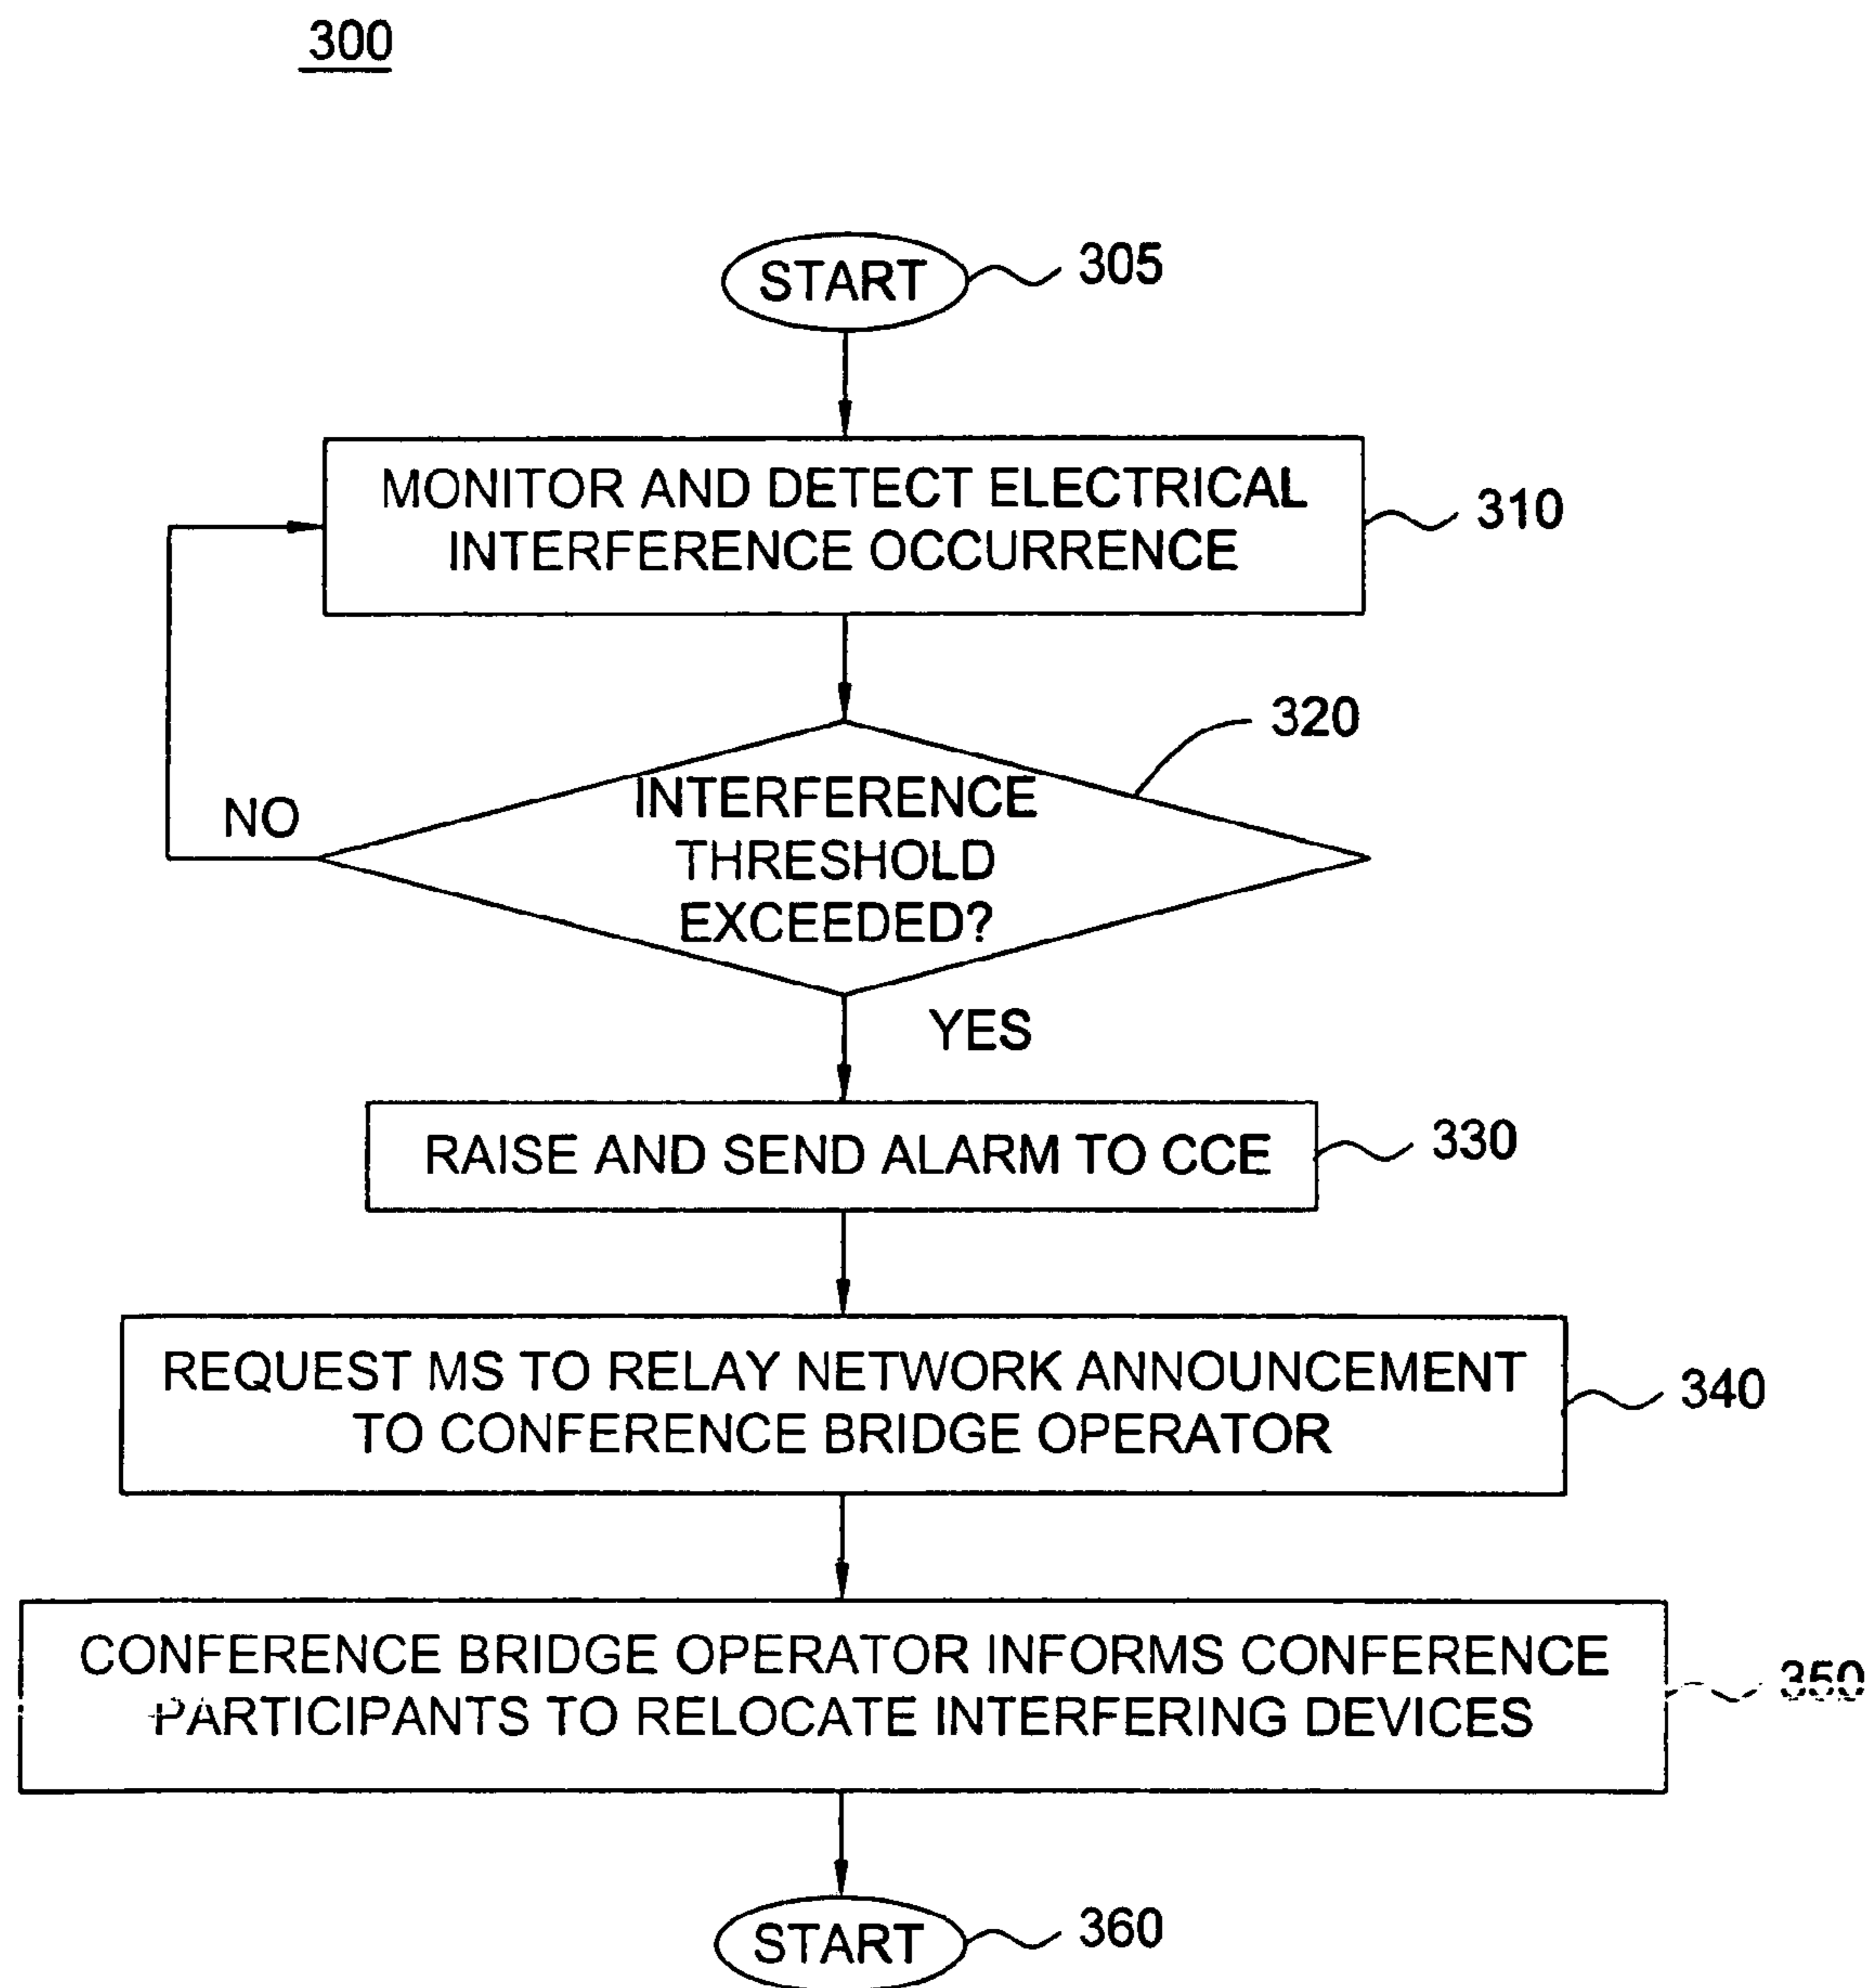 300
START
305
MONITOR AND DETECT ELECTRICAL
INTERFERENCE OCCURRENCE
310
320
INTERFERENCE
THRESHOLD
EXCEEDED?
NO
YES
RAISE AND SEND ALARM TO CCE
330
REQUEST MS TO RELAY NETWORK ANNOUNCEMENT
TO CONFERENCE BRIDGE OPERATOR
340
CONFERENCE BRIDGE OPERATOR INFORMS CONFERENCE
PARTICIPANTS TO RELOCATE INTERFERING DEVICES
350
START
360